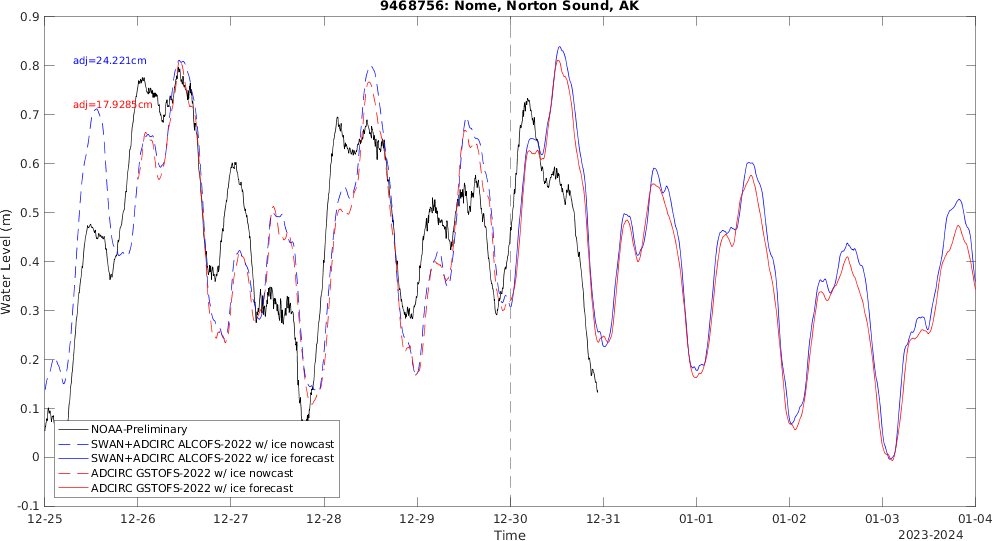 9468756: Nome, Norton Sound, AK
Water Level (m)
0.9
0.8
0.7
0.6
0.5
0.4
0.3
0.2
0.1
0
-0.1
adj=24.221cm
adj=17.9285cm
NOAA-Preliminary
SWAN+ADCIRC ALCOFS-2022 w/ ice nowcast
SWAN+ADCIRC ALCOFS-2022 w/ ice forecast
ADCIRC GSTOFS-2022 w/ ice nowcast
ADCIRC GSTOFS-2022 w/ ice forecast
12-25 12-26 12-27 12-28 12-29 12-30 12-31 01-01 01-02 01-03 01-04
Time
2023-2024